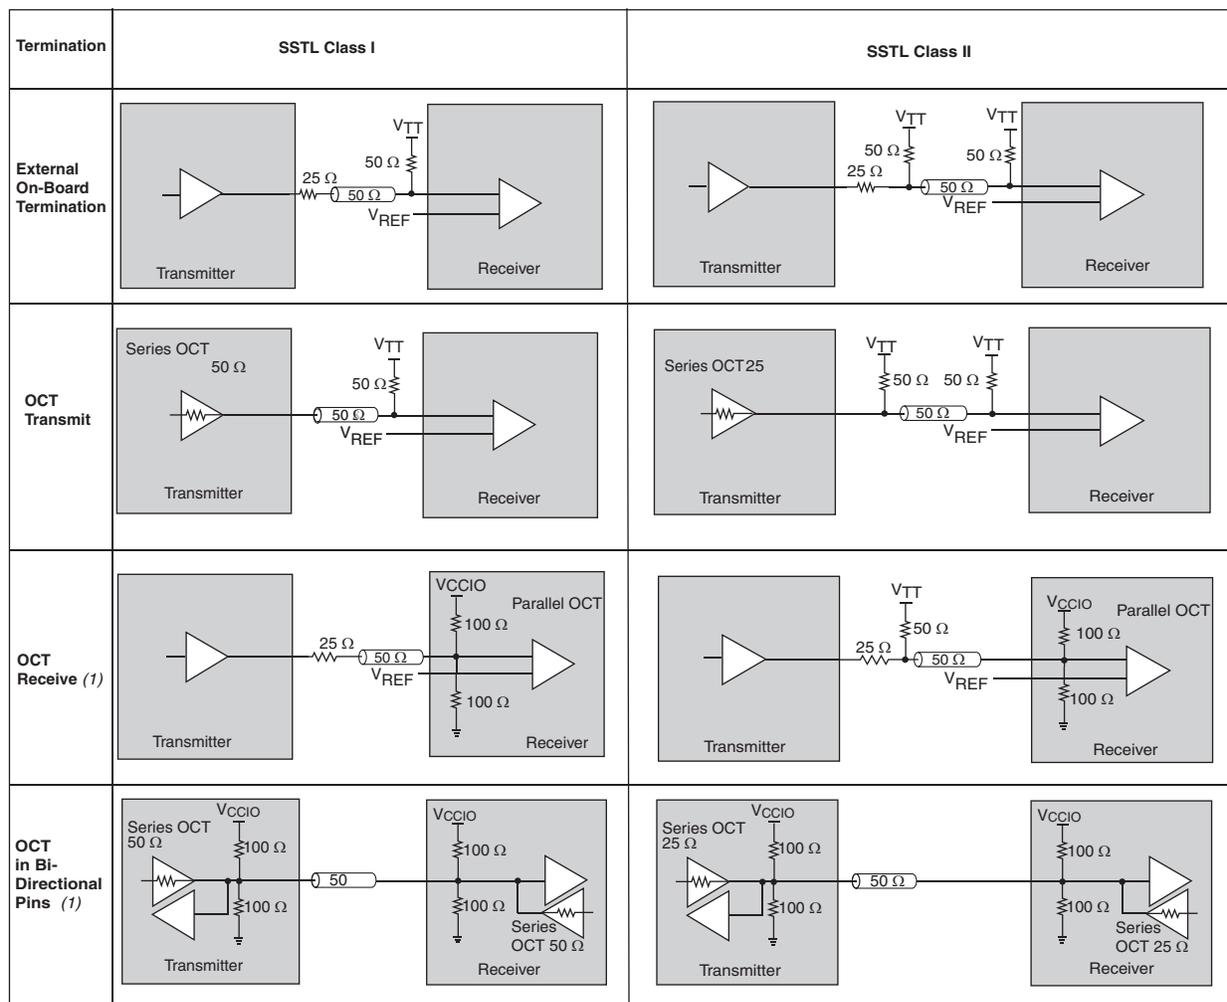 Termination
SSTL Class I
SSTL Class II
External
On-Board
Termination
VTT
50 Ω
25 Ω
50 Ω
VREF
Transmitter
Receiver
VTT
VTT
50 Ω
50 Ω
25 Ω
50 Ω
VREF
Transmitter
Receiver
OCT
Transmit
Series OCT
50 Ω
VTT
50 Ω
50 Ω
VREF
Transmitter
Receiver
Series OCT25
VTT
VTT
50 Ω
50 Ω
50 Ω
VREF
Transmitter
Receiver
OCT
Receive (1)
VCCIO
Parallel OCT
100 Ω
25 Ω
50 Ω
VREF
100 Ω
Transmitter
Receiver
VTT
VCCIO
Parallel OCT
50 Ω
100 Ω
25 Ω
50 Ω
VREF
100 Ω
Transmitter
Receiver
OCT
in Bi-
Directional
Pins (1)
VCCIO
Series OCT
50 Ω
100 Ω
100 Ω
Transmitter
50
VCCIO
100 Ω
100 Ω
Series
OCT 50 Ω
Receiver
VCCIO
Series OCT
25 Ω
100 Ω
100 Ω
Transmitter
50 Ω
VCCIO
100 Ω
100 Ω
Series
OCT 25 Ω
Receiver